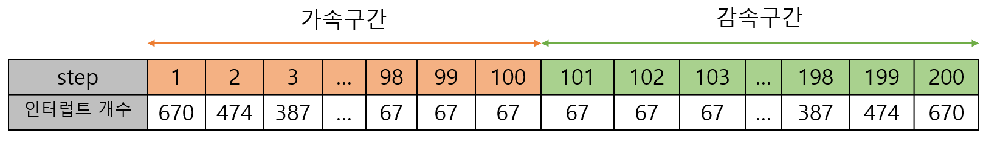 가속구간 감속구간
step 1 2 3 ... 98 99 100 101 102 103 ... 198 199 200
인터럽트 개수 670 474 387 ... 67 67 67 67 67 67 ... 387 474 670